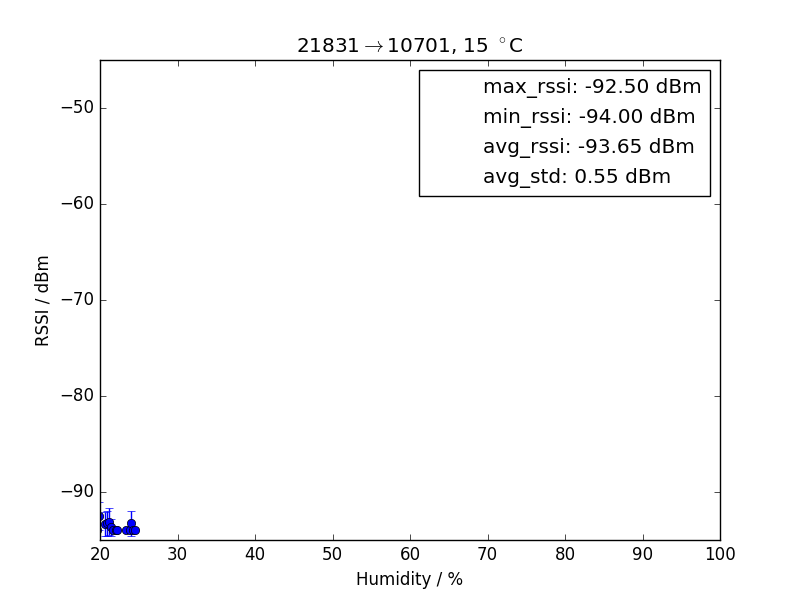 21831→10701, 15 °C
max_rssi: -92.50 dBm
min_rssi: -94.00 dBm
avg_rssi: -93.65 dBm
avg_std: 0.55 dBm
RSSI / dBm
−50
−60
−70
−80
−90
20 30 40 50 60 70 80 90 100
Humidity / %